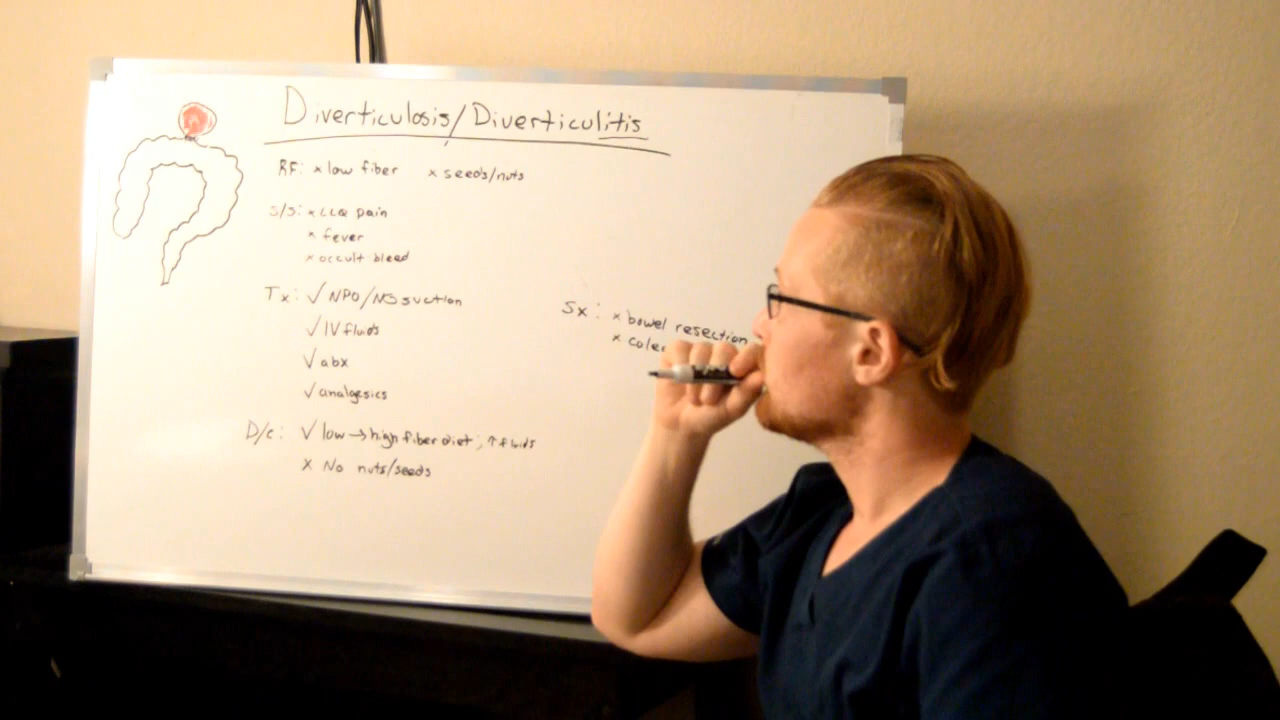 Diverticulosis/Diverticulitis
RF: x low fiber x seeds/nuts
S/S: x LLQ pain
x fever
x occult bleed
Tx: √ NPO/NG suction
√ IV fluids
√ abx
√ analgesics
Sx: x bowel resection
x coler
D/c: √ low → high fiber diet; ↑ fluids
x No nuts/seeds